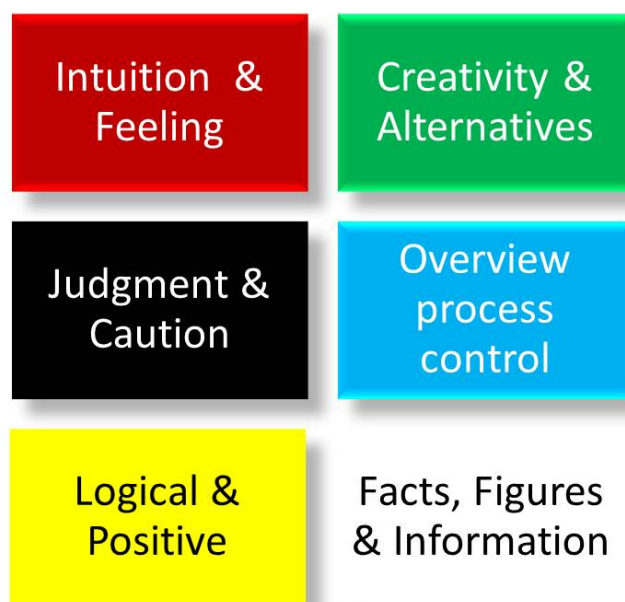 Intuition &
Feeling
Creativity &
Alternatives
Judgment &
Caution
Overview
process
control
Logical &
Positive
Facts, Figures
& Information